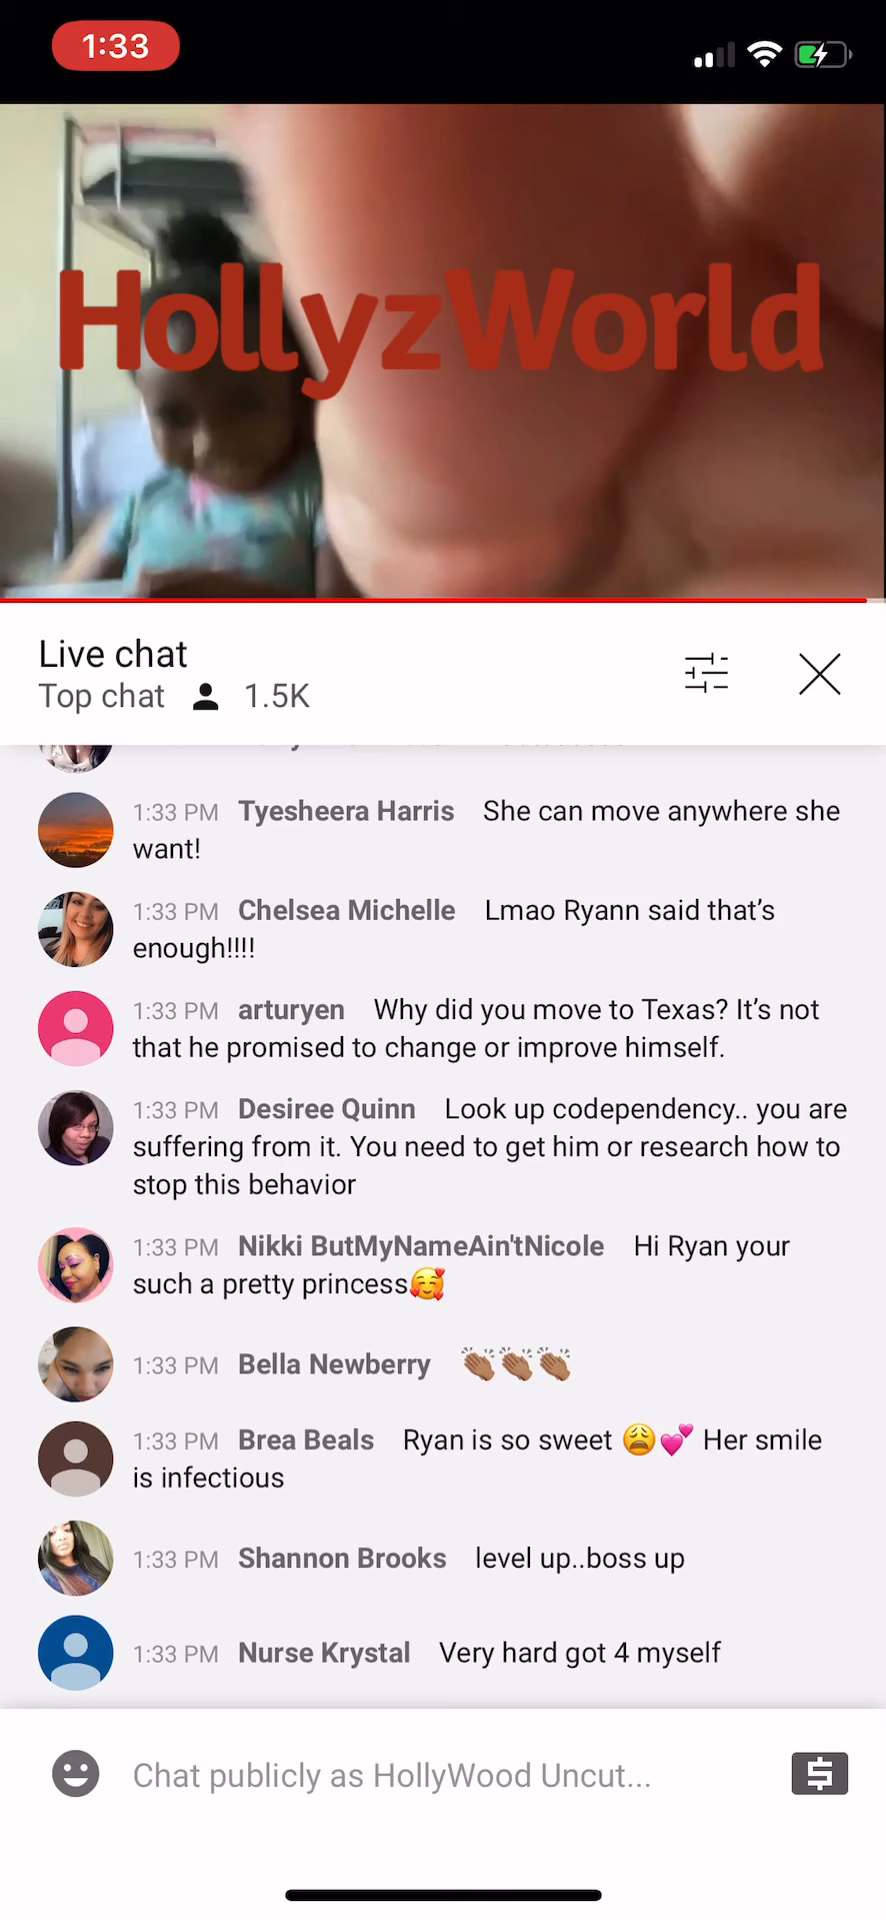 1:33
HollyzWorld
Live chat
Top chat 1.5K
1:33 PM Tyesheera Harris She can move anywhere she
want!
1:33 PM Chelsea Michelle Lmao Ryann said that’s
enough!!!!
1:33 PM arturyen Why did you move to Texas? It’s not
that he promised to change or improve himself.
1:33 PM Desiree Quinn Look up codependency.. you are
suffering from it. You need to get him or research how to
stop this behavior
1:33 PM Nikki ButMyNameAin'tNicole Hi Ryan your
such a pretty princess🥰
1:33 PM Bella Newberry 👏🏽👏🏽👏🏽
1:33 PM Brea Beals Ryan is so sweet 😩💕 Her smile
is infectious
1:33 PM Shannon Brooks level up..boss up
1:33 PM Nurse Krystal Very hard got 4 myself
Chat publicly as HollyWood Uncut...